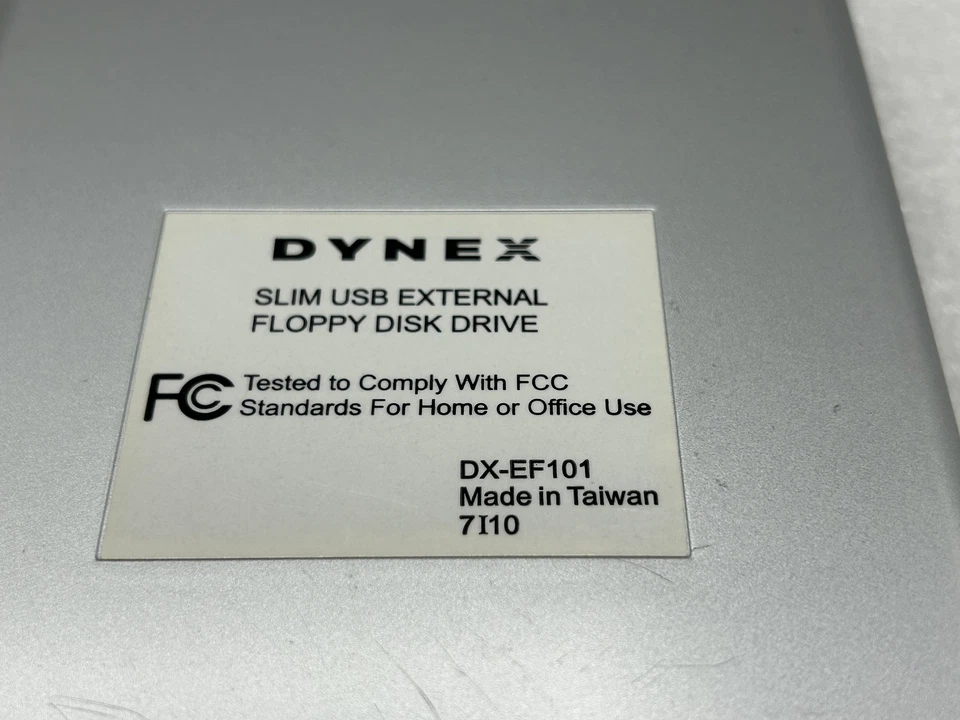 DYNEX
SLIM USB EXTERNAL
FLOPPY DISK DRIVE
FC Tested to Comply With FCC
Standards For Home or Office Use
DX-EF101
Made in Taiwan
7I10